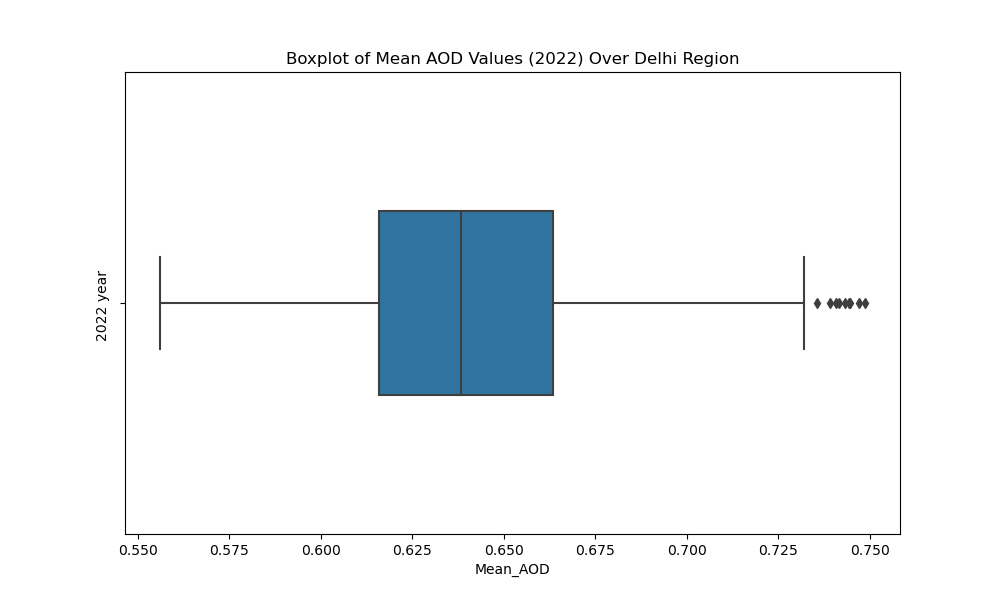 Boxplot of Mean AOD Values (2022) Over Delhi Region
2022 year
0.550 0.575 0.600 0.625 0.650 0.675 0.700 0.725 0.750
Mean_AOD